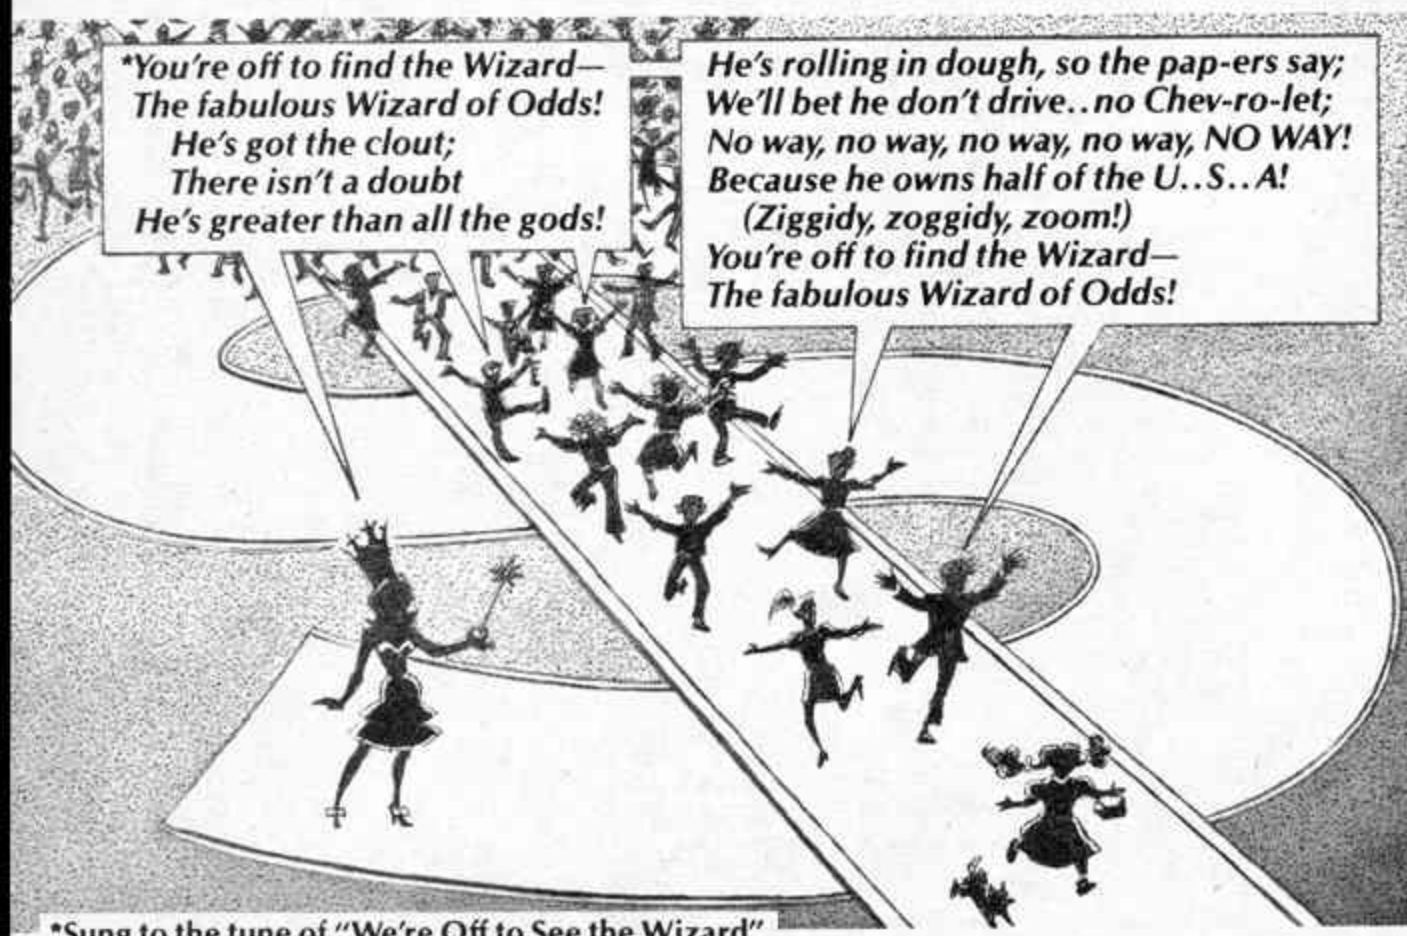 *You're off to find the Wizard—
The fabulous Wizard of Odds!
He's got the clout;
There isn't a doubt
He's greater than all the gods!
He's rolling in dough, so the pap-ers say;
We'll bet he don't drive..no Chev-ro-let;
No way, no way, no way, no way, NO WAY!
Because he owns half of the U..S..A!
(Ziggidy, zoggidy, zoom!)
You're off to find the Wizard—
The fabulous Wizard of Odds!
*Sung to the tune of "We're Off to See the Wizard"